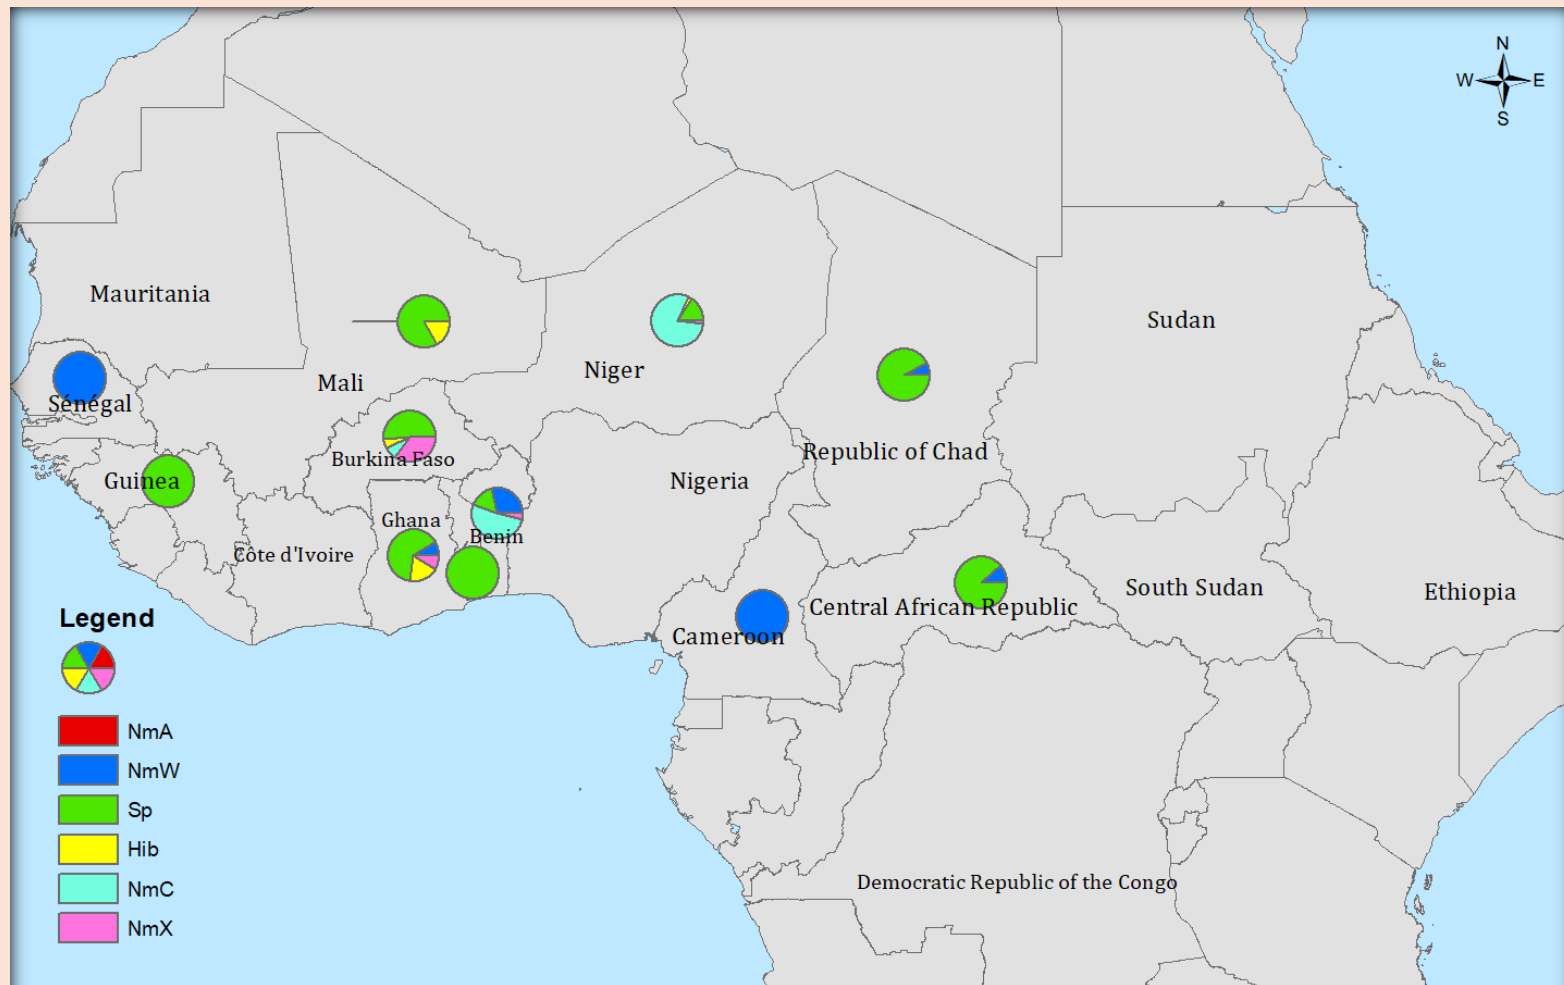 N
W E
S
Mauritania
Sudan
Mali
Niger
Sénégal
Republic of Chad
Burkina Faso
Guinea
Nigeria
Ghana
Benin
Côte d'Ivoire
South Sudan
Ethiopia
Central African Republic
Cameroon
Democratic Republic of the Congo
Legend
NmA
NmW
Sp
Hib
NmC
NmX